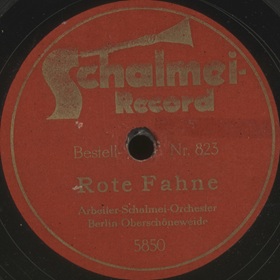 Schalmei-
Record
Bestell- Nr. 823
Rote Fahne
Arbeiter-Schalmei-Orchester
Berlin-Oberschöneweide
5850